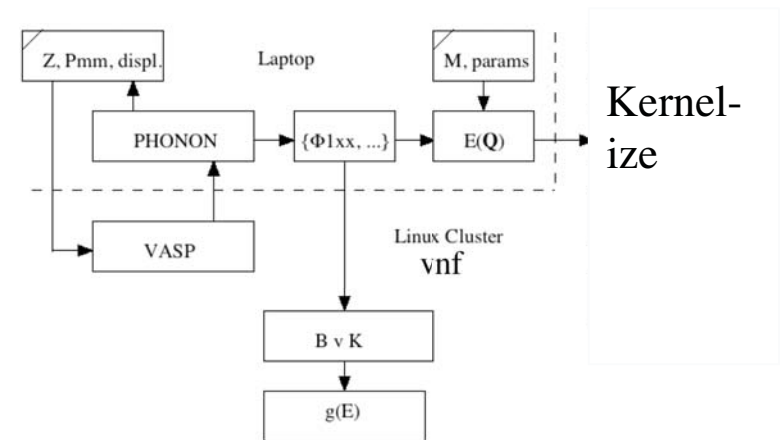 Z, Pmm, displ.
Laptop
M, params
Kernel-
ize
PHONON
{Φ1xx, ...}
E(Q)
VASP
Linux Cluster
vnf
B v K
g(E)